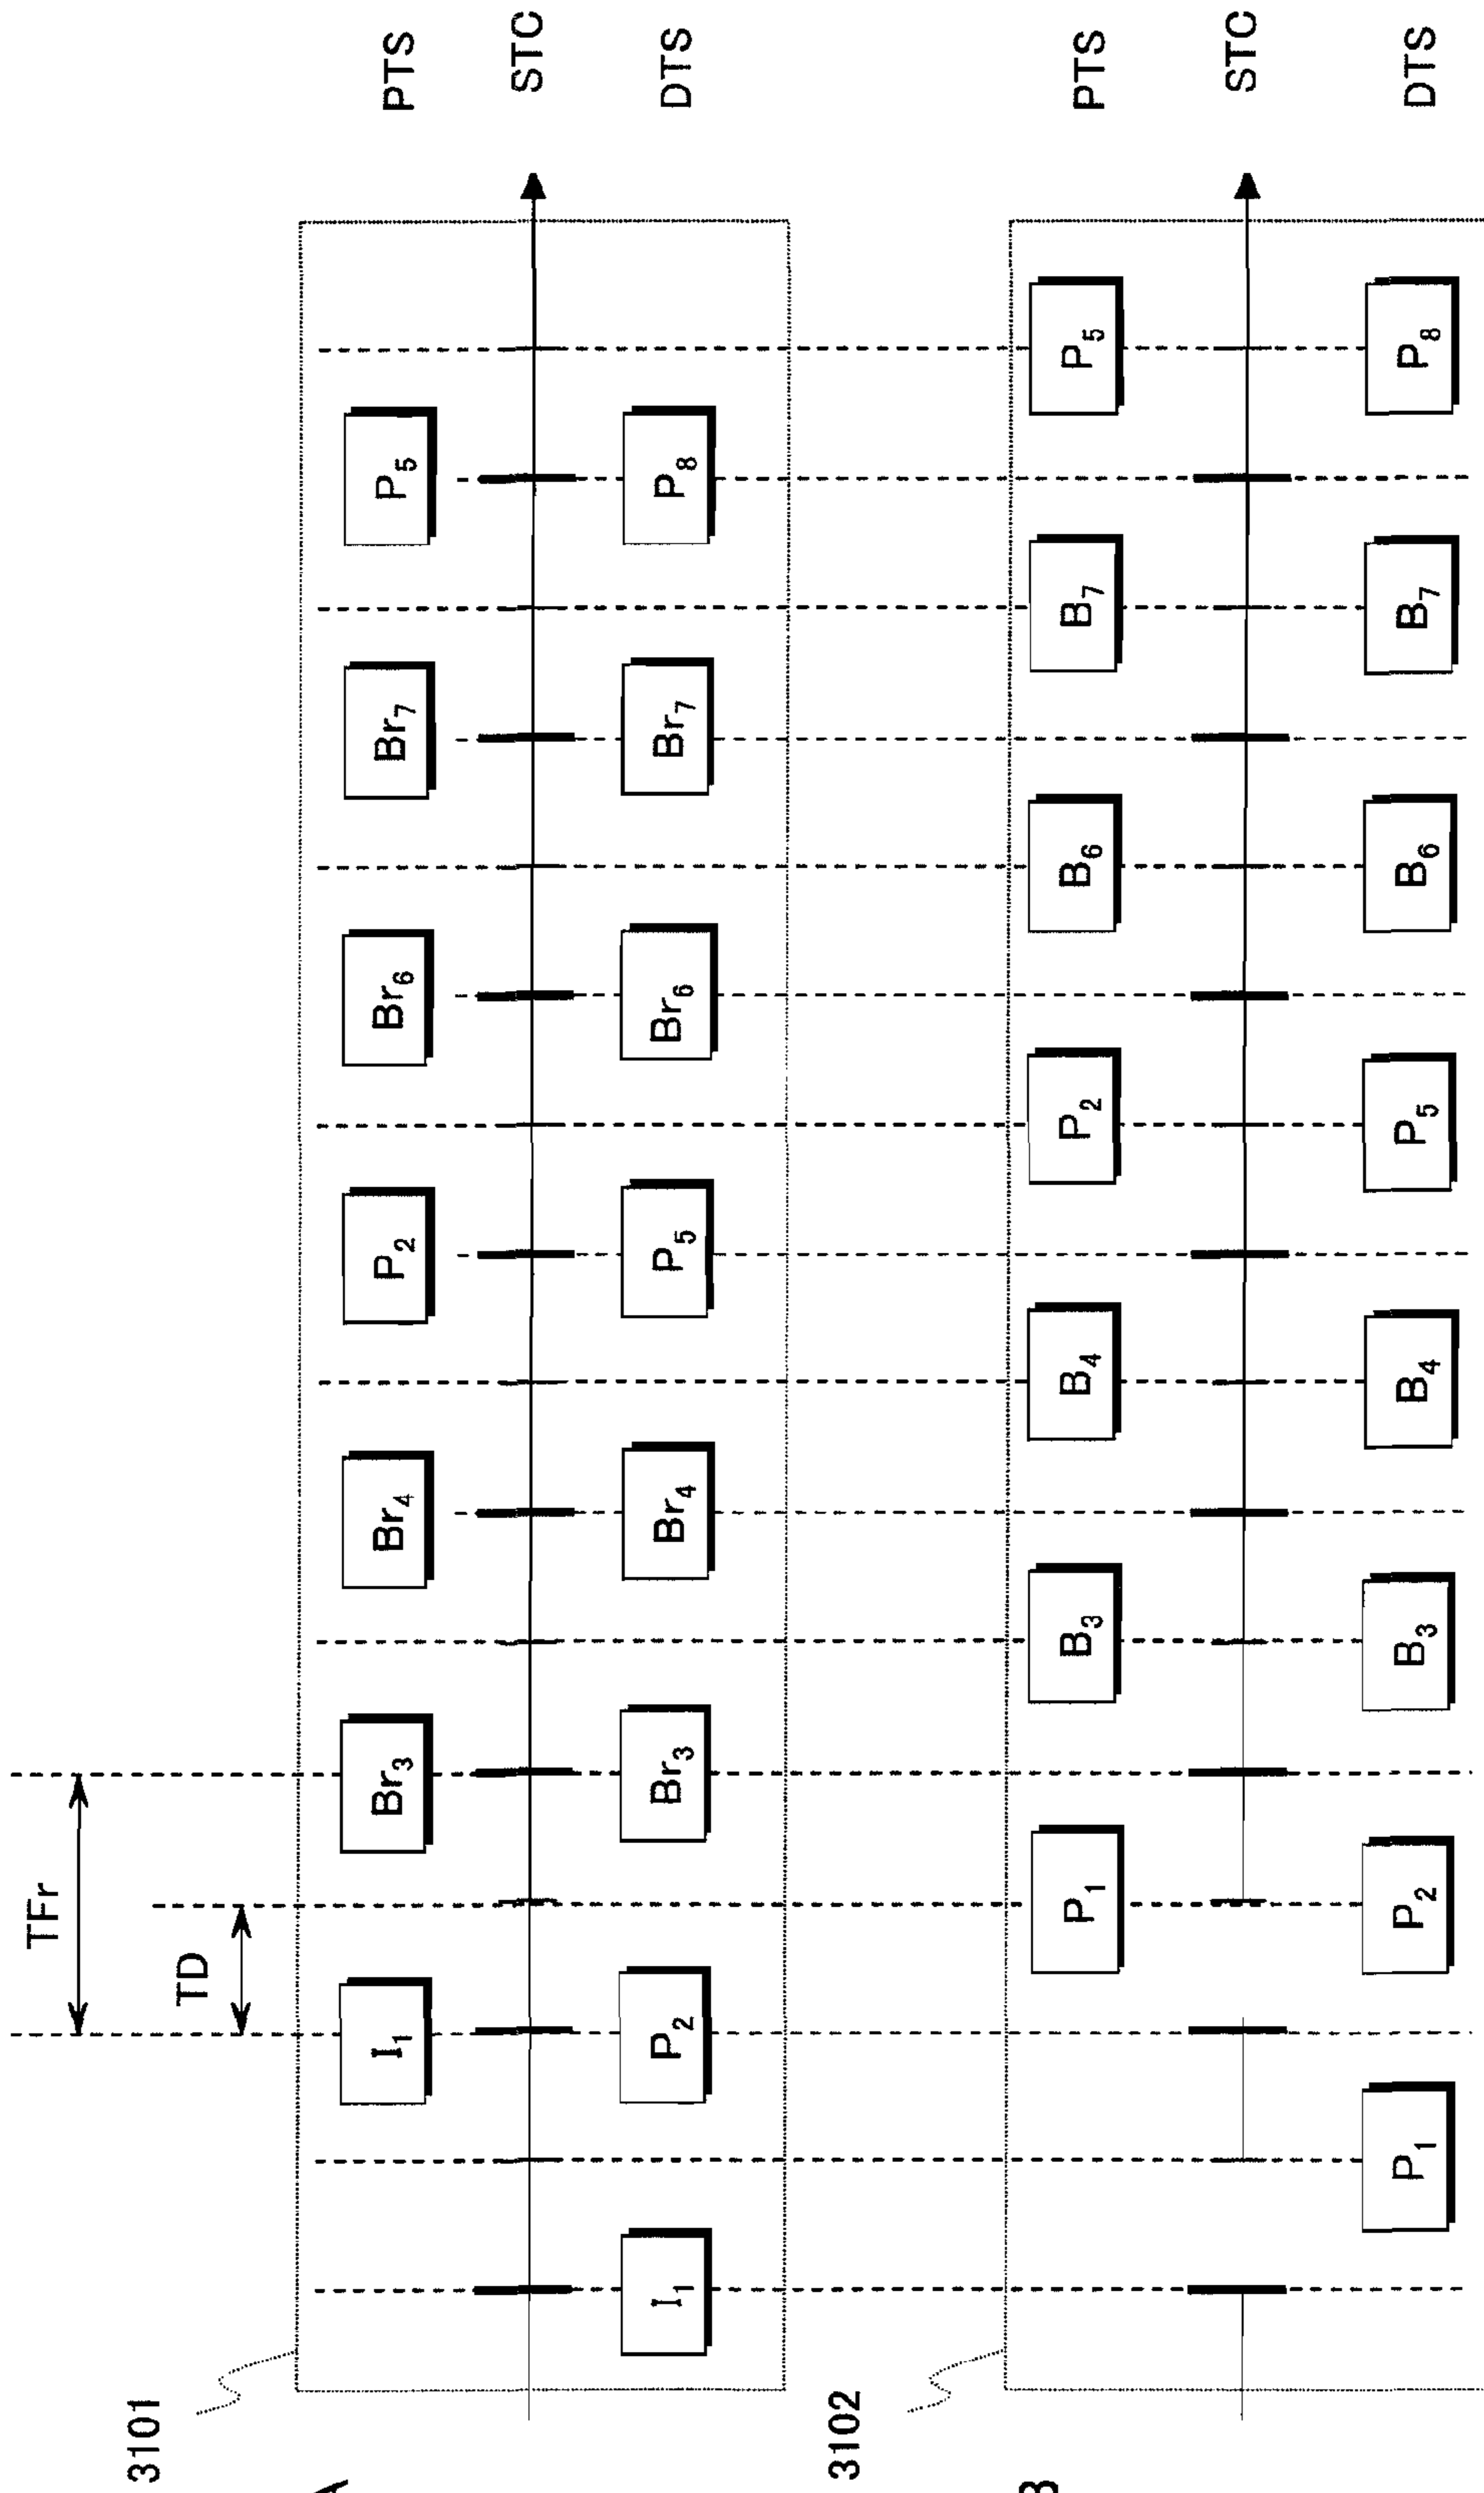 TFr
TD
3101
A
I₁ Br₃ Br₄ P₂ Br₆ Br₇ P₅ PTS
STC
I₁ P₂ Br₃ Br₄ P₅ Br₆ Br₇ P₈ DTS
3102
B
P₁ B₃ B₄ P₂ B₆ B₇ P₅ PTS
STC
P₁ P₂ B₃ B₄ P₅ B₆ B₇ P₈ DTS